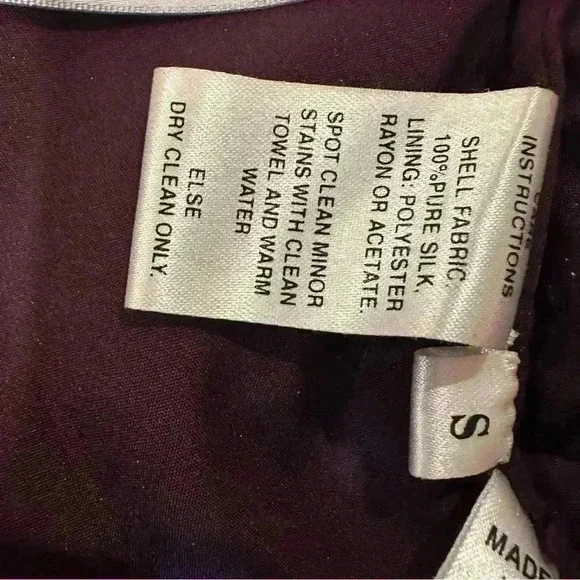 CARE
INSTRUCTIONS
SHELL FABRIC.
100%PURE SILK.
LINING: POLYESTER
RAYON OR ACETATE.
SPOT CLEAN MINOR
STAINS WITH CLEAN
TOWEL AND WARM
WATER
ELSE
DRY CLEAN ONLY.
S
MADE